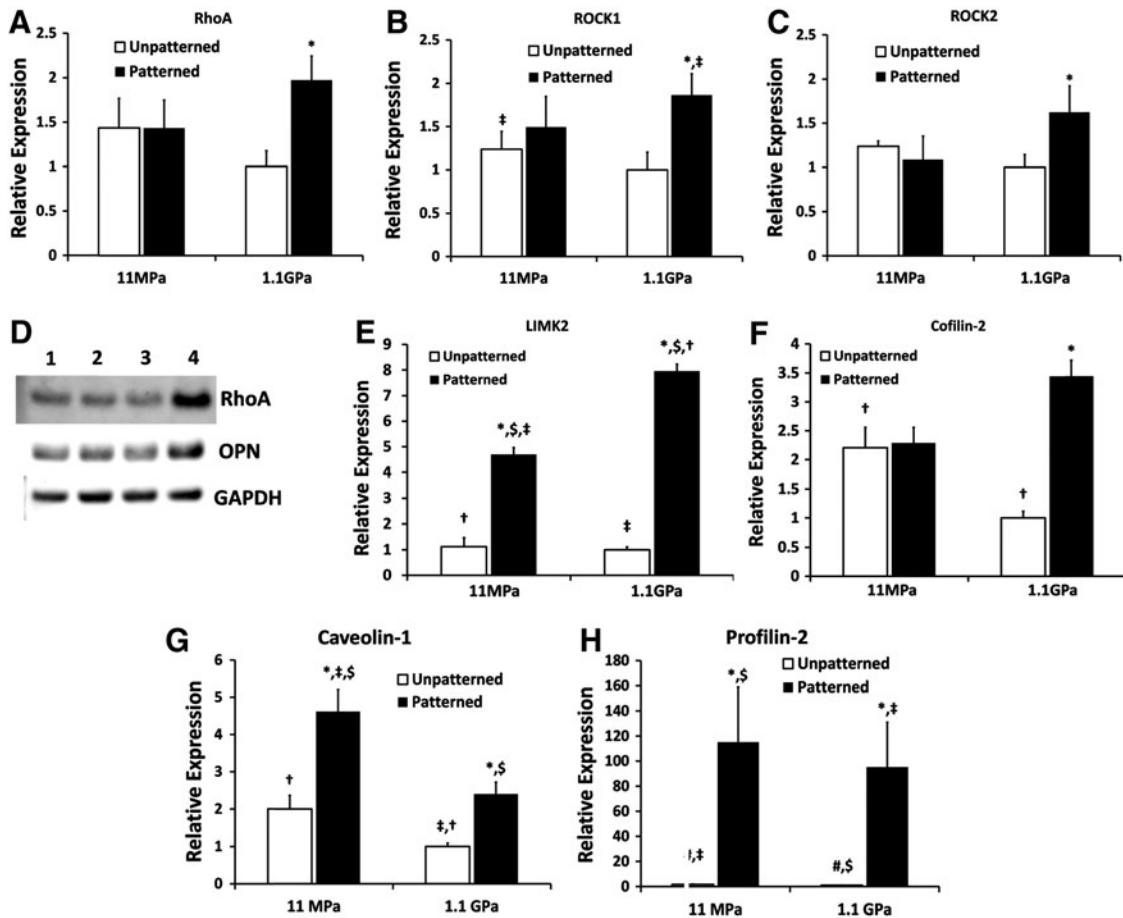 A
RhoA
Relative Expression
2.5
2
1.5
1
0.5
0
Unpatterned
Patterned
*
11MPa
1.1GPa
B
ROCK1
Relative Expression
2.5
2
1.5
1
0.5
0
Unpatterned
Patterned
‡
*,‡
11MPa
1.1GPa
C
ROCK2
Relative Expression
2.5
2
1.5
1
0.5
0
Unpatterned
Patterned
*
11MPa
1.1GPa
D
1 2 3 4
RhoA
OPN
GAPDH
E
LIMK2
Relative Expression
9
8
7
6
5
4
3
2
1
0
Unpatterned
Patterned
†
*,$,‡
‡
*,$,†
11MPa
1.1GPa
F
Cofilin-2
Relative Expression
4
3.5
3
2.5
2
1.5
1
0.5
0
Unpatterned
Patterned
†
†
*
11MPa
1.1GPa
G
Caveolin-1
Relative Expression
6
5
4
3
2
1
0
Unpatterned
Patterned
†
*,‡,$
‡,†
*,$
11 MPa
1.1 GPa
H
Profilin-2
Relative Expression
180
160
140
120
100
80
60
40
20
0
Unpatterned
Patterned
,‡
*,$
#,$
*,‡
11 MPa
1.1 GPa